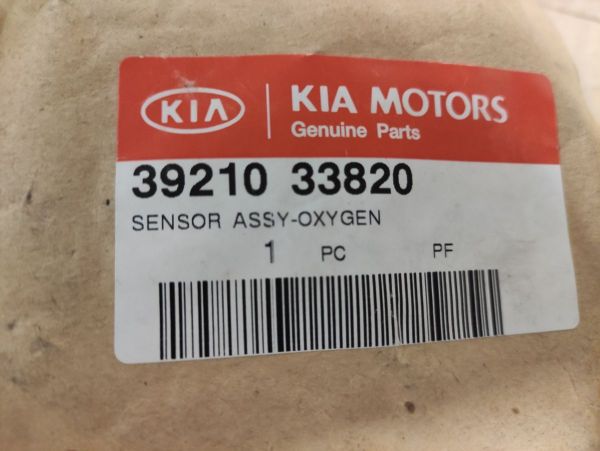 KIA
KIA MOTORS
Genuine Parts
39210 33820
SENSOR ASSY-OXYGEN
1 PC PF